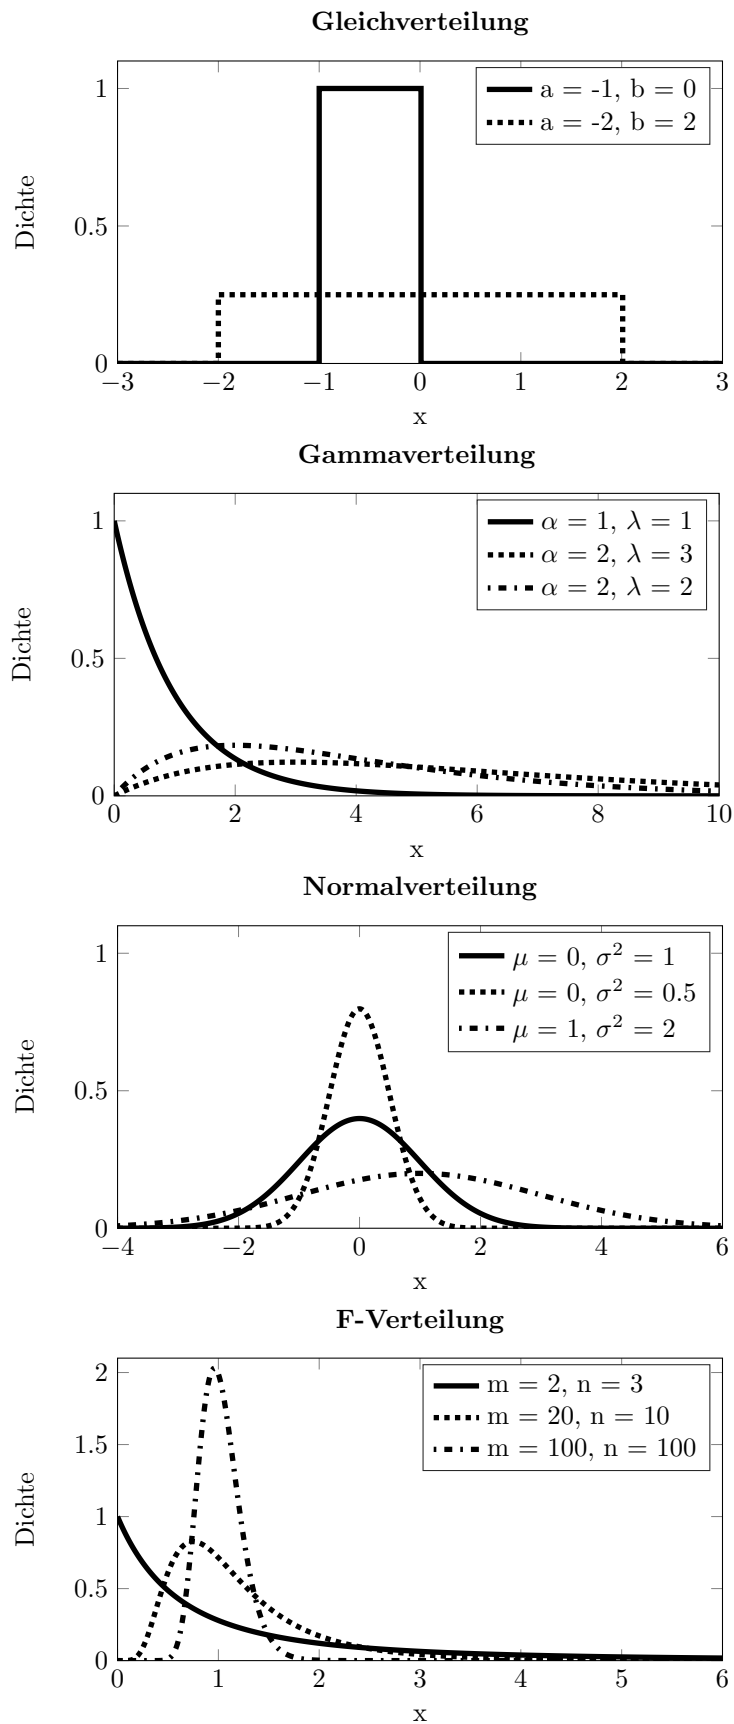 Gleichverteilung
a = -1, b = 0
a = -2, b = 2
1
0.5
0
Dichte
−3 −2 −1 0 1 2 3
x
Gammaverteilung
α = 1, λ = 1
α = 2, λ = 3
α = 2, λ = 2
1
0.5
0
Dichte
0 2 4 6 8 10
x
Normalverteilung
μ = 0, σ² = 1
μ = 0, σ² = 0.5
μ = 1, σ² = 2
1
0.5
0
Dichte
−4 −2 0 2 4 6
x
F-Verteilung
m = 2, n = 3
m = 20, n = 10
m = 100, n = 100
2
1.5
1
0.5
0
Dichte
0 1 2 3 4 5 6
x